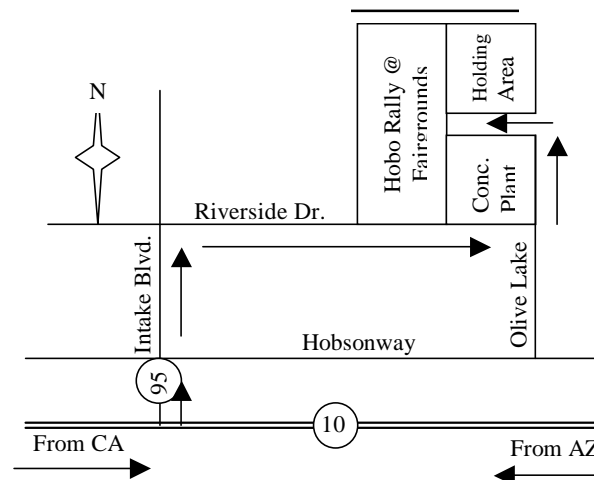 N
Hobo Rally @
Fairgrounds
Holding
Area
Conc.
Plant
Riverside Dr.
Intake Blvd.
Olive Lake
Hobsonway
95
10
From CA
From AZ